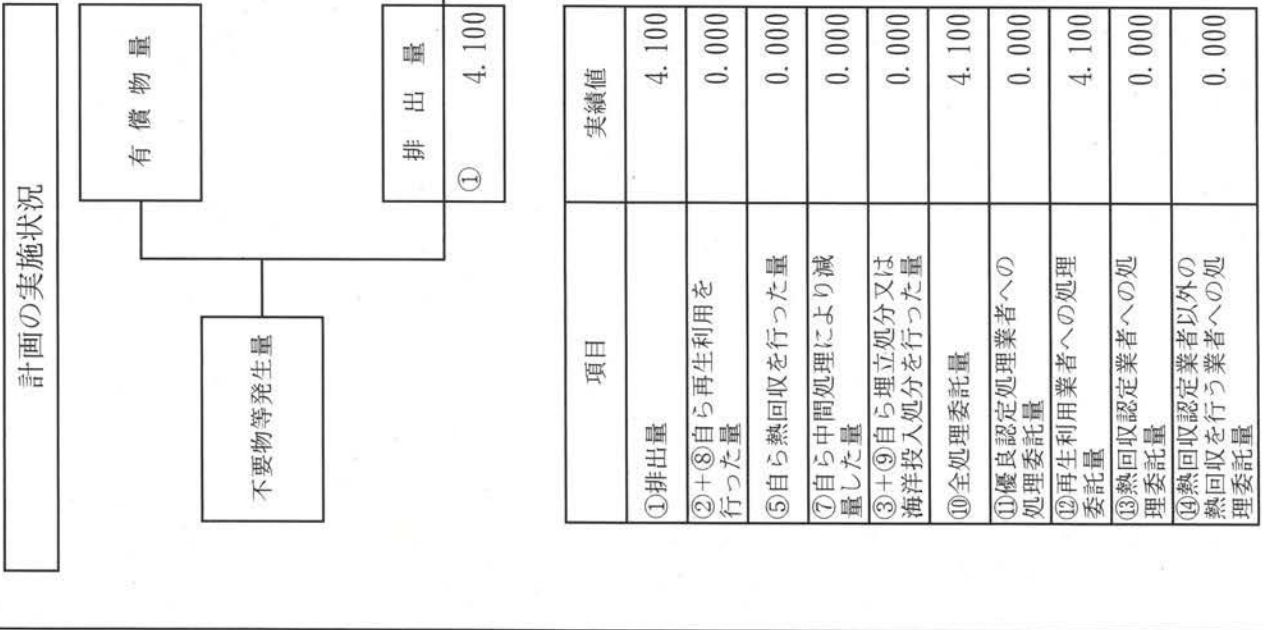 計画の実施状況
有償物量
不要物等発生量
排出量
① 4.100
項目 実績値
①排出量 4.100
②+⑧自ら再生利用を
行った量 0.000
⑤自ら熱回収を行った量 0.000
⑦自ら中間処理により減
量した量 0.000
③+⑨自ら埋立処分又は
海洋投入処分を行った量 0.000
⑩全処理委託量 4.100
⑪優良認定処理業者への
処理委託量 0.000
⑫再生利用業者への処理
委託量 4.100
⑬熱回収認定業者への処
理委託量 0.000
⑭熱回収認定業者以外の
熱回収を行う業者への処
理委託量 0.000